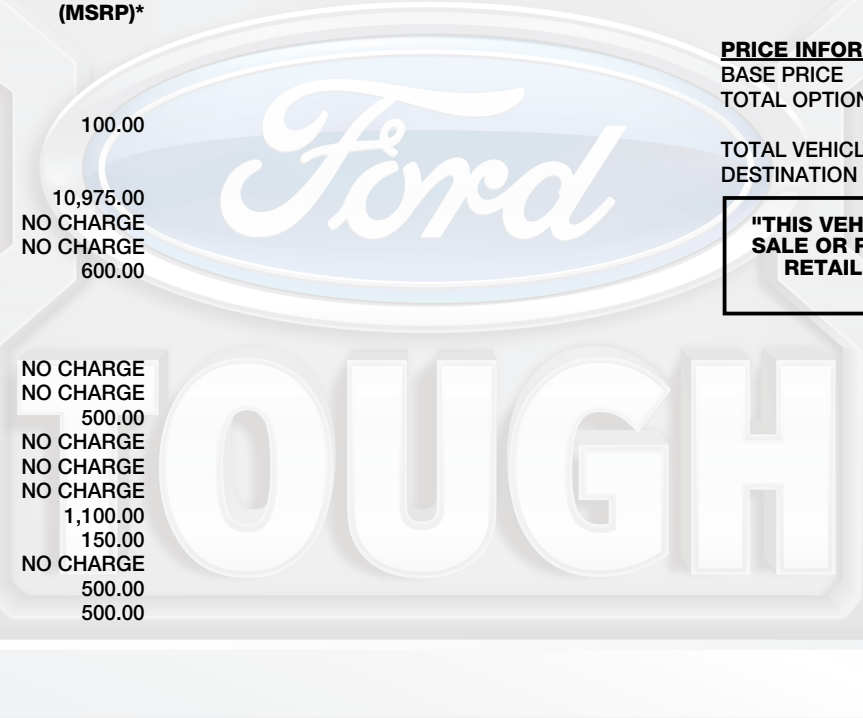 (MSRP)*
100.00
10,975.00
NO CHARGE
NO CHARGE
600.00
NO CHARGE
NO CHARGE
500.00
NO CHARGE
NO CHARGE
NO CHARGE
1,100.00
150.00
NO CHARGE
500.00
500.00
PRICE INFOR
BASE PRICE
TOTAL OPTION
TOTAL VEHICL
DESTINATION
"THIS VEH
SALE OR F
RETAIL
Ford
TOUGH